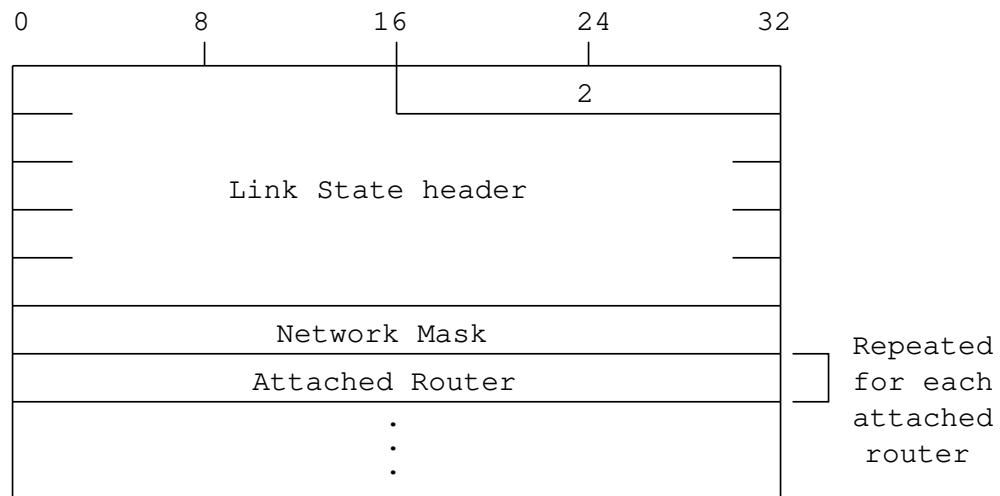 0 8 16 24 32
2
Link State header
Network Mask
Attached Router
.
.
.
Repeated
for each
attached
router